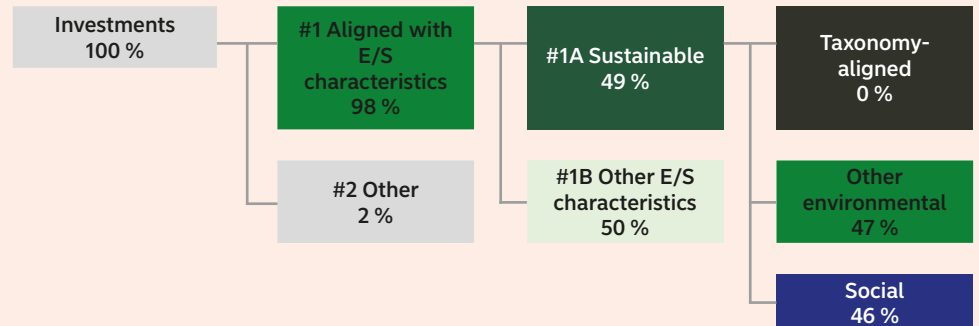 Investments
100 %
#1 Aligned with
E/S
characteristics
98 %
#1A Sustainable
49 %
Taxonomy-
aligned
0 %
#2 Other
2 %
#1B Other E/S
characteristics
50 %
Other
environmental
47 %
Social
46 %